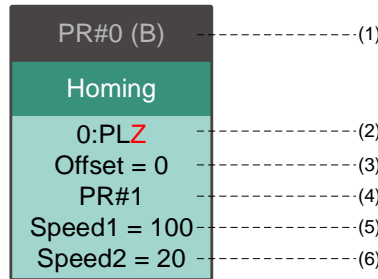 PR#0 (B) (1)
Homing
0:PLZ (2)
Offset = 0 (3)
PR#1 (4)
Speed1 = 100 (5)
Speed2 = 20 (6)